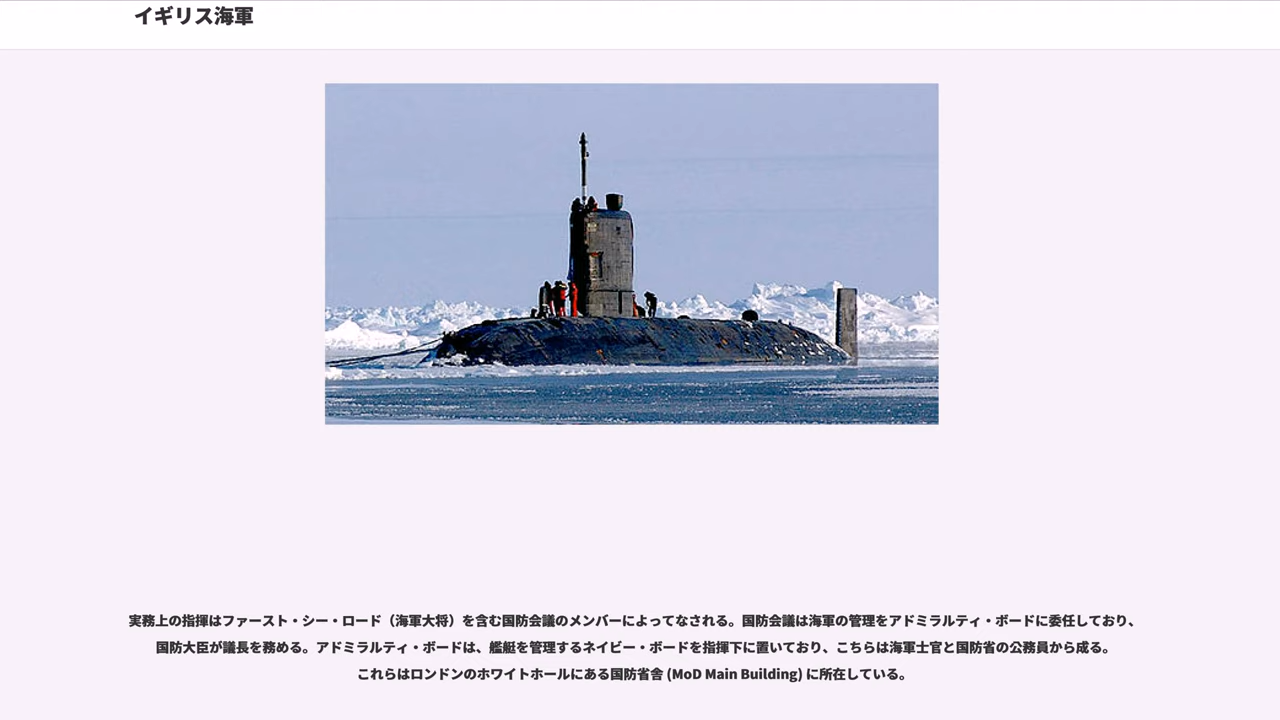 イギリス海軍
実務上の指揮はファースト・シー・ロード（海軍大将）を含む国防会議のメンバーによってなされる。国防会議は海軍の管理をアドミラルティ・ボードに委任しており、
国防大臣が議長を務める。アドミラルティ・ボードは、艦艇を管理するネイビー・ボードを指揮下に置いており、こちらは海軍士官と国防省の公務員から成る。
これらはロンドンのホワイトホールにある国防省舎 (MoD Main Building) に所在している。